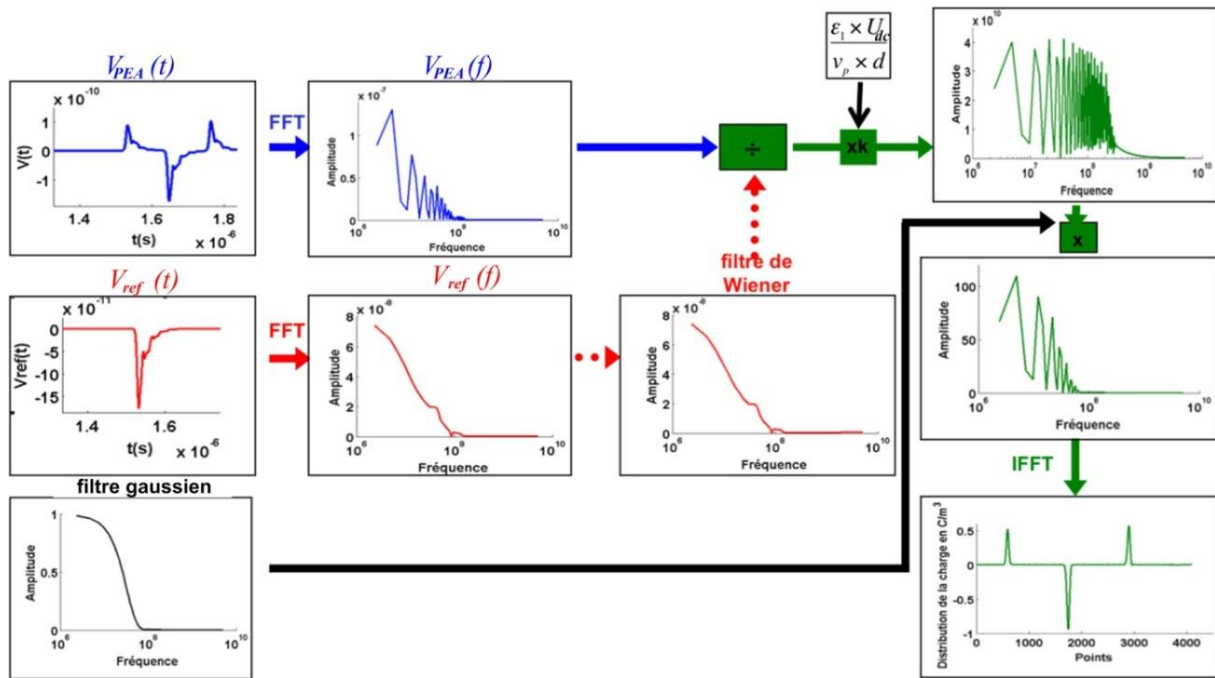 V_PEA (t)
x 10^-10
V(t)
1
0
-1
1.4 1.6 1.8
t(s) x 10^-6
FFT
V_PEA (f)
x 10^-7
Amplitude
1
0.5
0
10^6 10^8 10^10
Fréquence
÷
ε_1 × U_dc
v_p × d
xk
x 10^10
Amplitude
4
3
2
1
0
10^6 10^7 10^8 10^9 10^10
Fréquence
x
V_ref (t)
x 10^-11
Vref(t)
0
-5
-10
-15
1.4 1.6
t(s) x 10^-6
FFT
V_ref (f)
x 10^-8
Amplitude
8
6
4
2
0
10^6 10^8 10^10
Fréquence
filtre de
Wiener
x 10^-8
Amplitude
8
6
4
2
0
10^6 10^8 10^10
Fréquence
Amplitude
100
50
0
10^6 10^8 10^10
Fréquence
IFFT
filtre gaussien
Amplitude
1
0.5
0
10^6 10^8 10^10
Fréquence
Distribution de la charge en C/m^3
0.5
0
-0.5
-1
0 1000 2000 3000 4000
Points